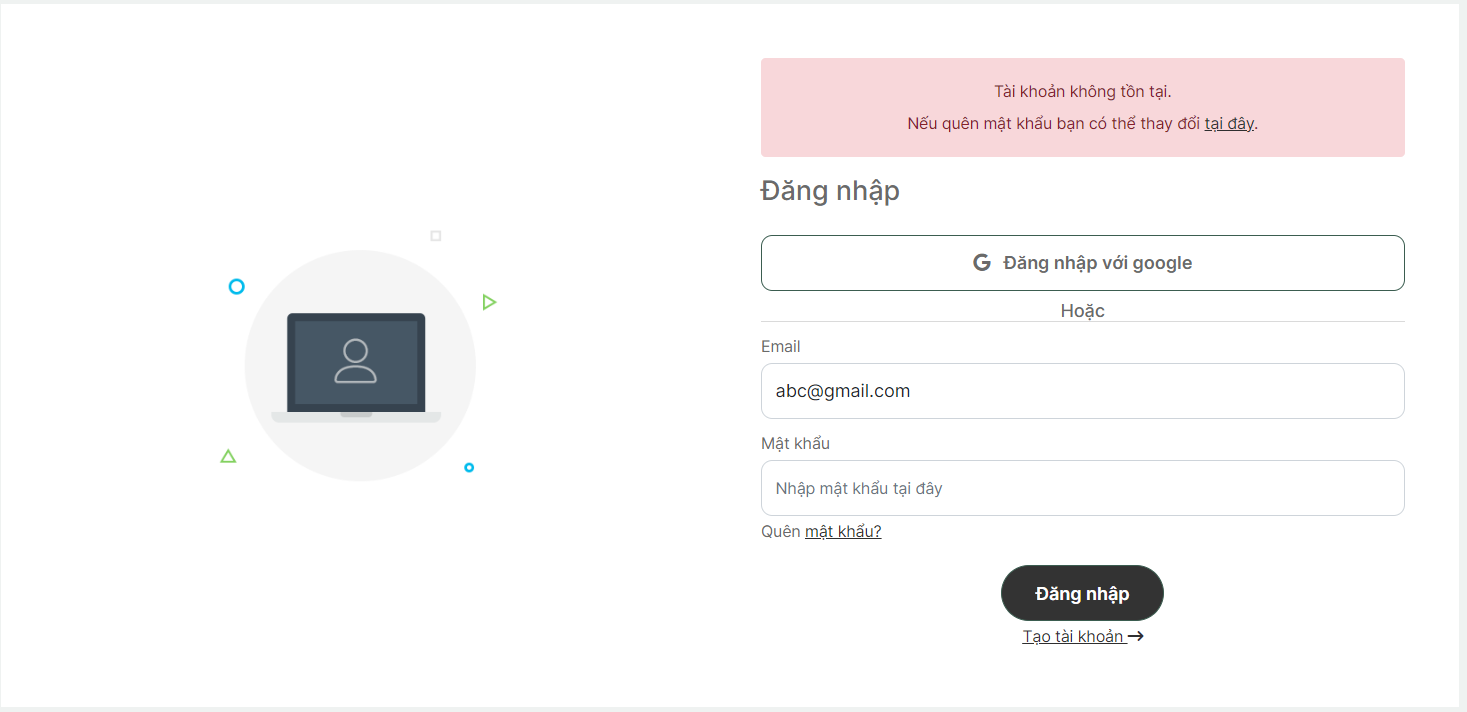 Tài khoản không tồn tại.
Nếu quên mật khẩu bạn có thể thay đổi tại đây.
Đăng nhập
G Đăng nhập với google
Hoặc
Email
abc@gmail.com
Mật khẩu
Nhập mật khẩu tại đây
Quên mật khẩu?
Đăng nhập
Tạo tài khoản →